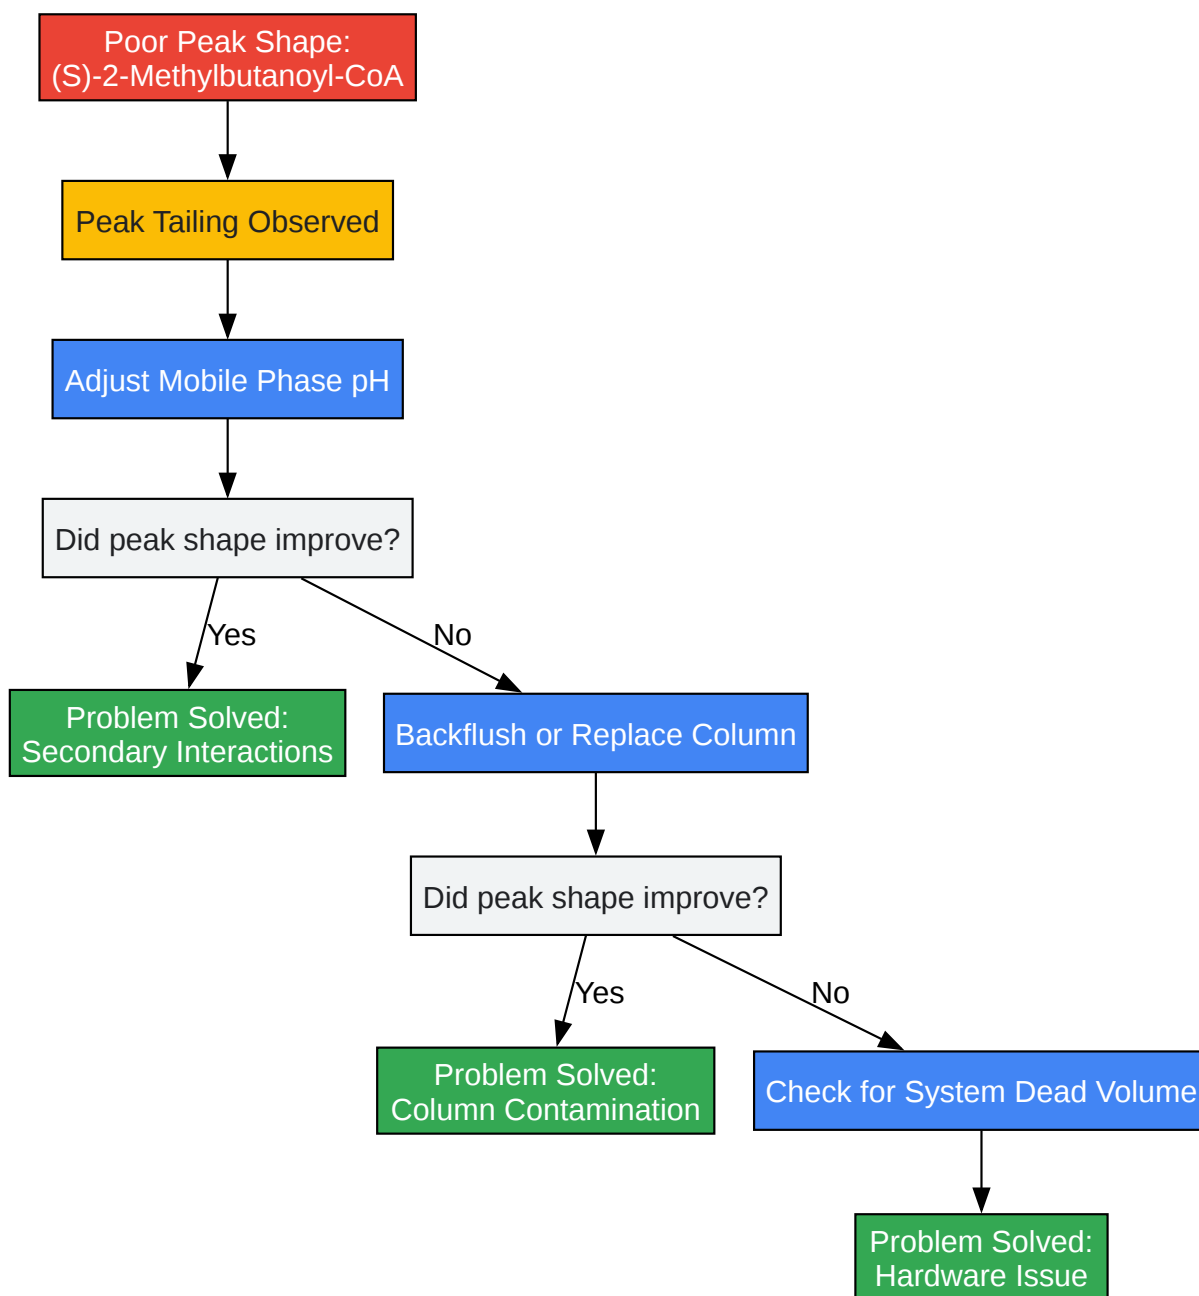 Poor Peak Shape:
(S)-2-Methylbutanoyl-CoA
Peak Tailing Observed
Adjust Mobile Phase pH
Did peak shape improve?
Yes
No
Problem Solved:
Secondary Interactions
Backflush or Replace Column
Did peak shape improve?
Yes
No
Problem Solved:
Column Contamination
Check for System Dead Volume
Problem Solved:
Hardware Issue